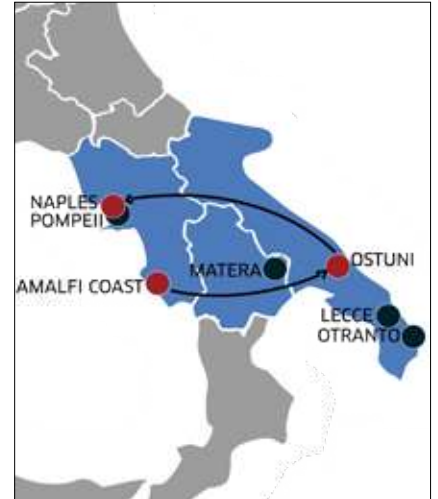 NAPLES
POMPEII
OSTUNI
MATERA
AMALFI COAST
LECCE
OTRANTO